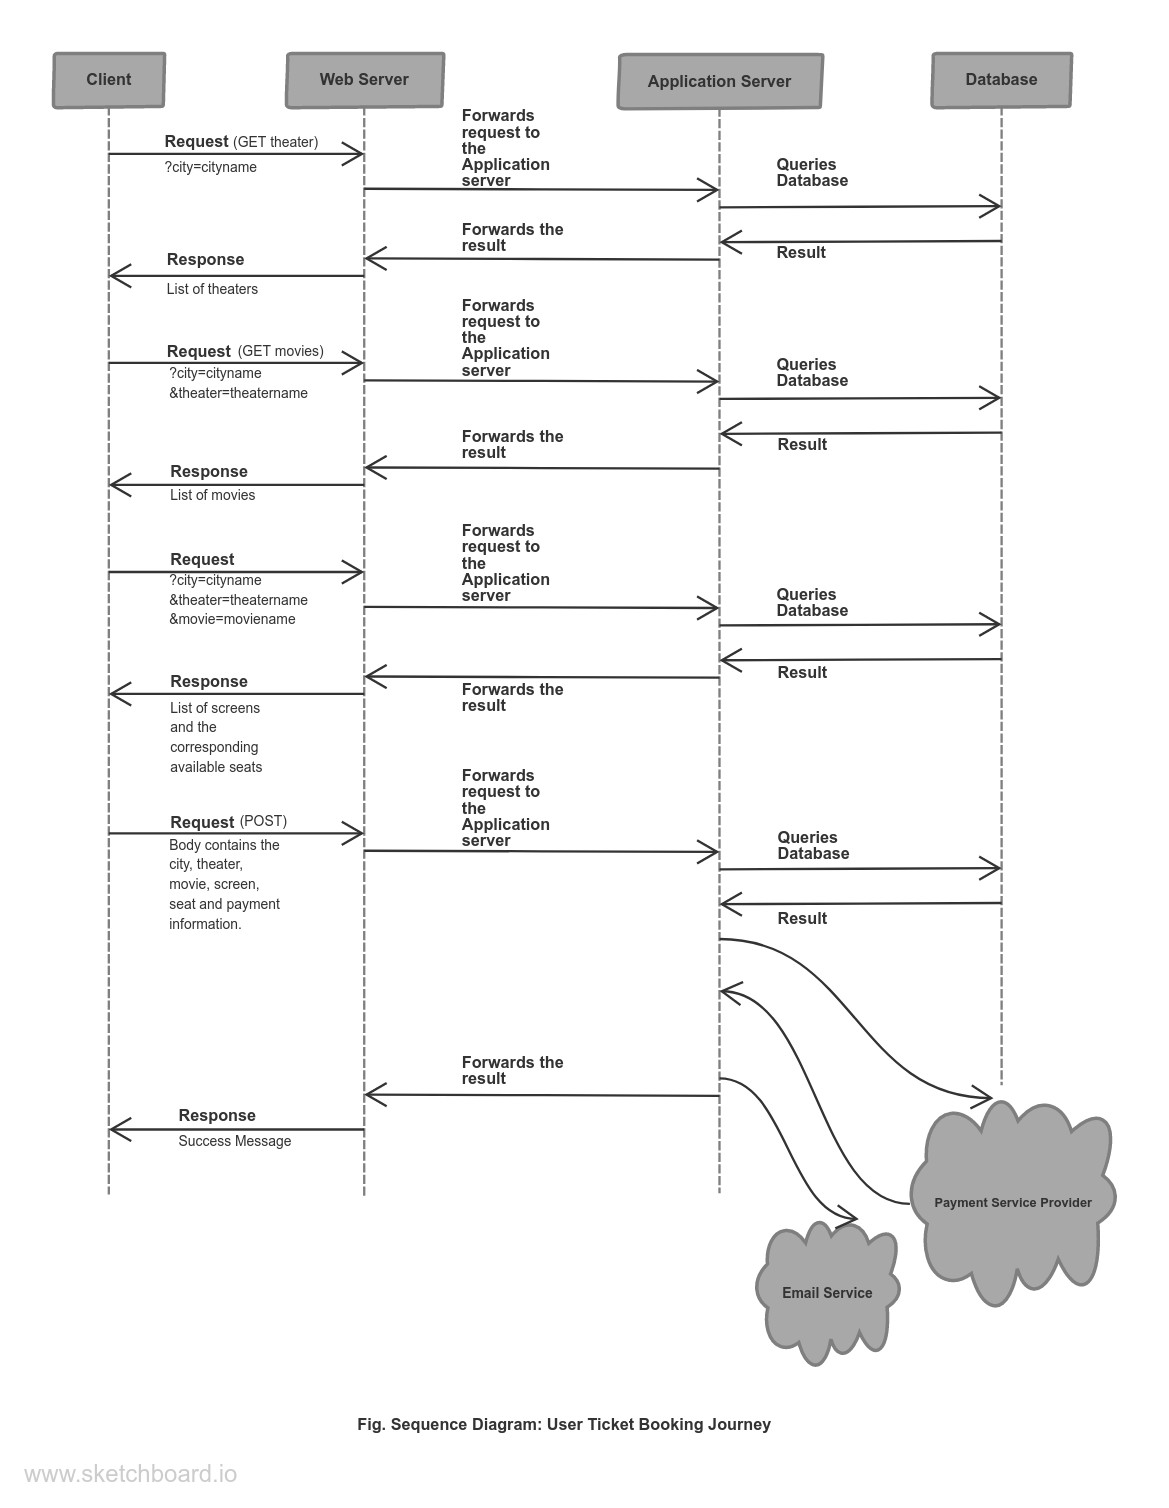 Client
Web Server
Application Server
Database
Forwards
request to
the
Application
server
Request (GET theater)
?city=cityname
Queries
Database
Forwards the
result
Result
Response
List of theaters
Forwards
request to
the
Application
server
Request (GET movies)
?city=cityname
&theater=theatername
Queries
Database
Forwards the
result
Result
Response
List of movies
Forwards
request to
the
Application
server
Request
?city=cityname
&theater=theatername
&movie=moviename
Queries
Database
Result
Response
Forwards the
result
List of screens
and the
corresponding
available seats
Forwards
request to
the
Application
server
Request (POST)
Body contains the
city, theater,
movie, screen,
seat and payment
information.
Queries
Database
Result
Forwards the
result
Response
Success Message
Payment Service Provider
Email Service
Fig. Sequence Diagram: User Ticket Booking Journey
www.sketchboard.io